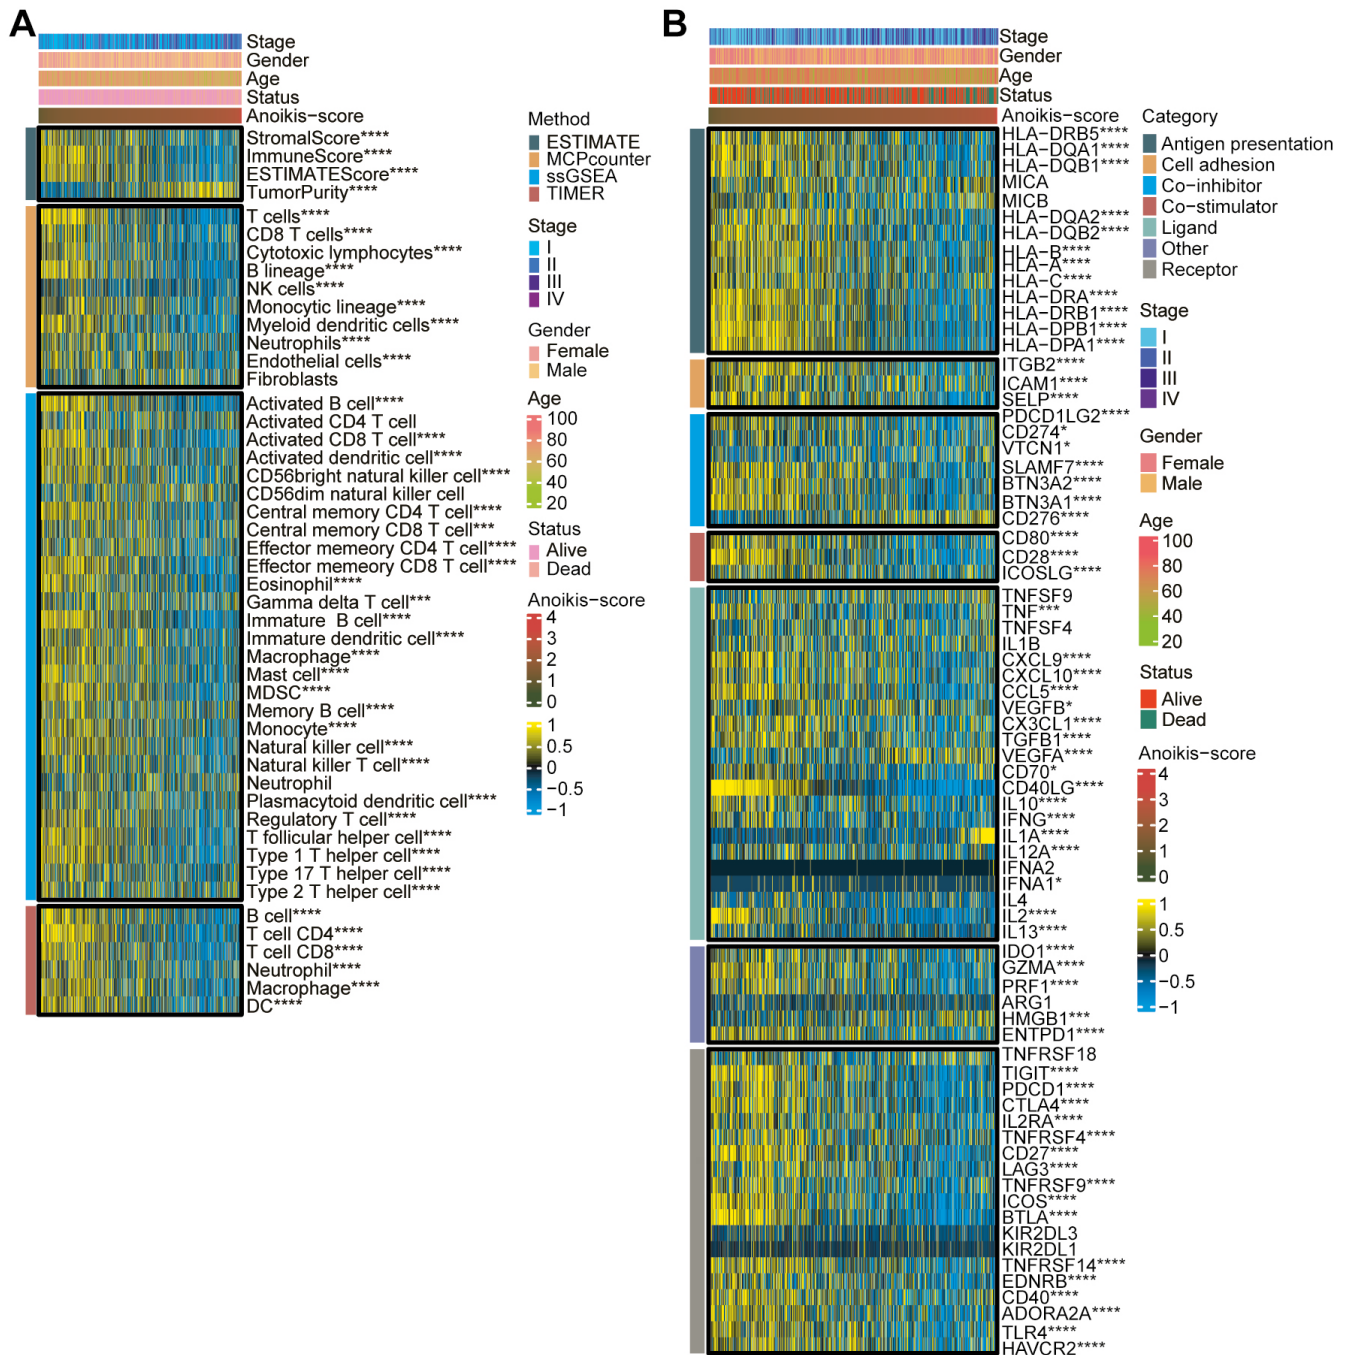 A
Stage
Gender
Age
Status
Anoikis-score
StromalScore****
ImmuneScore****
ESTIMATEScore****
TumorPurity****
T cells****
CD8 T cells****
Cytotoxic lymphocytes****
B lineage****
NK cells****
Monocytic lineage****
Myeloid dendritic cells****
Neutrophils****
Endothelial cells****
Fibroblasts
Activated B cell****
Activated CD4 T cell
Activated CD8 T cell****
Activated dendritic cell****
CD56bright natural killer cell****
CD56dim natural killer cell
Central memory CD4 T cell****
Central memory CD8 T cell***
Effector memeory CD4 T cell****
Effector memeory CD8 T cell****
Eosinophil****
Gamma delta T cell***
Immature B cell****
Immature dendritic cell****
Macrophage****
Mast cell****
MDSC****
Memory B cell****
Monocyte****
Natural killer cell****
Natural killer T cell****
Neutrophil
Plasmacytoid dendritic cell****
Regulatory T cell****
T follicular helper cell****
Type 1 T helper cell****
Type 17 T helper cell****
Type 2 T helper cell****
B cell****
T cell CD4****
T cell CD8****
Neutrophil****
Macrophage****
DC****
Method
ESTIMATE
MCPcounter
ssGSEA
TIMER
Stage
I
II
III
IV
Gender
Female
Male
Age
100
80
60
40
20
Status
Alive
Dead
Anoikis-score
4
3
2
1
0
1
0.5
0
−0.5
−1
B
Stage
Gender
Age
Status
Anoikis-score
HLA-DRB5****
HLA-DQA1****
HLA-DQB1****
MICA
MICB
HLA-DQA2****
HLA-DQB2****
HLA-B****
HLA-A****
HLA-C****
HLA-DRA****
HLA-DRB1****
HLA-DPB1****
HLA-DPA1****
ITGB2****
ICAM1****
SELP****
PDCD1LG2****
CD274*
VTCN1*
SLAMF7****
BTN3A2****
BTN3A1****
CD276****
CD80****
CD28****
ICOSLG****
TNFSF9
TNF***
TNFSF4
IL1B
CXCL9****
CXCL10****
CCL5****
VEGFB*
CX3CL1****
TGFB1****
VEGFA****
CD70*
CD40LG****
IL10****
IFNG****
IL1A****
IL12A****
IFNA2
IFNA1*
IL4
IL2****
IL13****
IDO1****
GZMA****
PRF1****
ARG1
HMGB1***
ENTPD1****
TNFRSF18
TIGIT****
PDCD1****
CTLA4****
IL2RA****
TNFRSF4****
CD27****
LAG3****
TNFRSF9****
ICOS****
BTLA****
KIR2DL3
KIR2DL1
TNFRSF14****
EDNRB****
CD40****
ADORA2A****
TLR4****
HAVCR2****
Category
Antigen presentation
Cell adhesion
Co-inhibitor
Co-stimulator
Ligand
Other
Receptor
Stage
I
II
III
IV
Gender
Female
Male
Age
100
80
60
40
20
Status
Alive
Dead
Anoikis-score
4
3
2
1
0
1
0.5
0
−0.5
−1